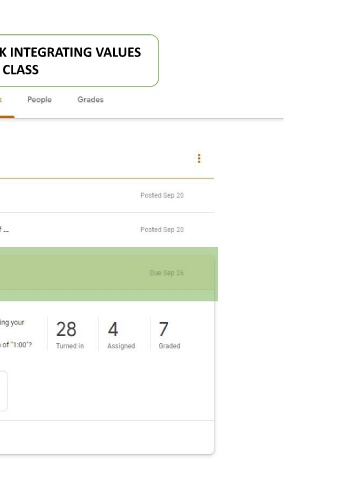 K INTEGRATING VALUES
CLASS
s People Grades
Posted Sep 20
f ... Posted Sep 20
Due Sep 26
ing your
28 4 7
Turned in Assigned Graded
n of "1:00"?